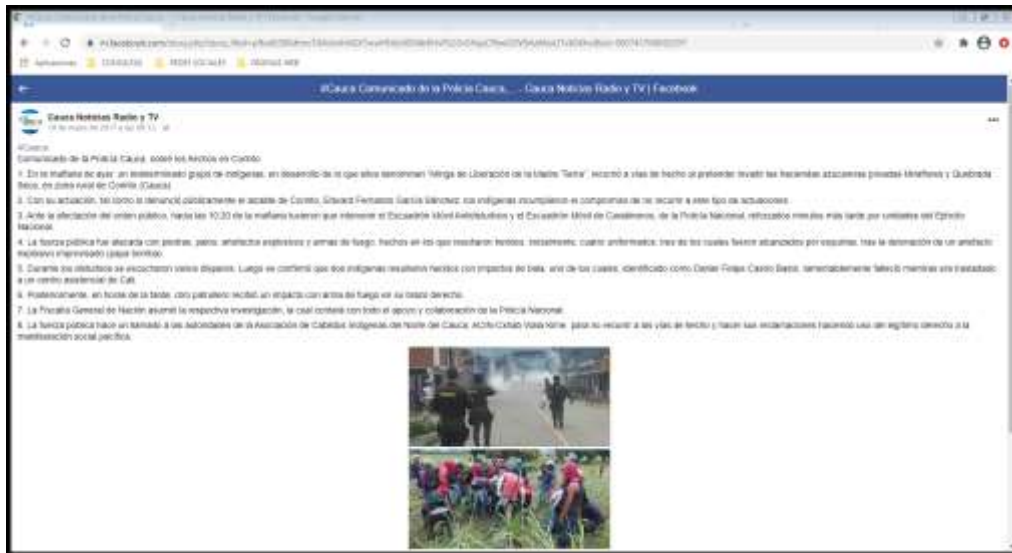 m.facebook.com
Aplicaciones CONSULTAS REDES SOCIALES PAGINAS WEB
#Cauca Comunicado de la Policía Cauca, ... - Cauca Noticias Radio y TV | Facebook
Cauca Noticias Radio y TV
#Cauca
Comunicado de la Policía Cauca, sobre los hechos en Corinto
1. En la mañana de ayer, un indeterminado grupo de indígenas, en desarrollo de lo que ellos denominan "Minga de Liberación de la Madre Tierra", recurrió a vías de hecho al pretender invadir las haciendas azucareras privadas Miraflores y Quebrada
Seca, en zona rural de Corinto (Cauca).
2. Con su actuación, tal como lo denunció públicamente el alcalde de Corinto, Edward Fernando García Sánchez, los indígenas incumplieron el compromiso de no recurrir a este tipo de actuaciones.
3. Ante la afectación del orden público, hacia las 10:20 de la mañana tuvieron que intervenir el Escuadrón Móvil Antidisturbios y el Escuadrón Móvil de Carabineros, de la Policía Nacional, reforzados minutos más tarde por unidades del Ejército
Nacional.
4. La fuerza pública fue atacada con piedras, palos, artefactos explosivos y armas de fuego, hechos en los que resultaron heridos, inicialmente, cuatro uniformados, tres de los cuales fueron alcanzados por esquirlas, tras la detonación de un artefacto
explosivo improvisado (papa bomba).
5. Durante los disturbios se escucharon varios disparos. Luego se confirmó que dos indígenas resultaron heridos con impactos de bala, uno de los cuales, identificado como Daniel Felipe Castro Basto, lamentablemente falleció mientras era trasladado
a un centro asistencial de Cali.
6. Posteriormente, en horas de la tarde, otro patrullero recibió un impacto con arma de fuego en su brazo derecho.
7. La Fiscalía General de Nación asumió la respectiva investigación, la cual contará con todo el apoyo y colaboración de la Policía Nacional.
8. La fuerza pública hace un llamado a las autoridades de la Asociación de Cabildos Indígenas del Norte del Cauca, ACIN Cxhab Wala Kiwe, para no recurrir a las vías de hecho y hacer sus reclamaciones haciendo uso del legítimo derecho a la
manifestación social pacífica.